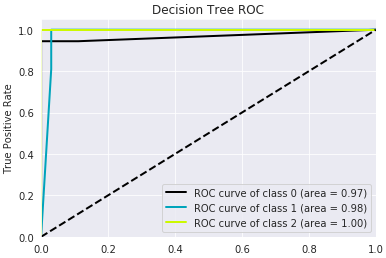 Decision Tree ROC
True Positive Rate
1.0
0.8
0.6
0.4
0.2
0.0
0.0 0.2 0.4 0.6 0.8 1.0
ROC curve of class 0 (area = 0.97)
ROC curve of class 1 (area = 0.98)
ROC curve of class 2 (area = 1.00)